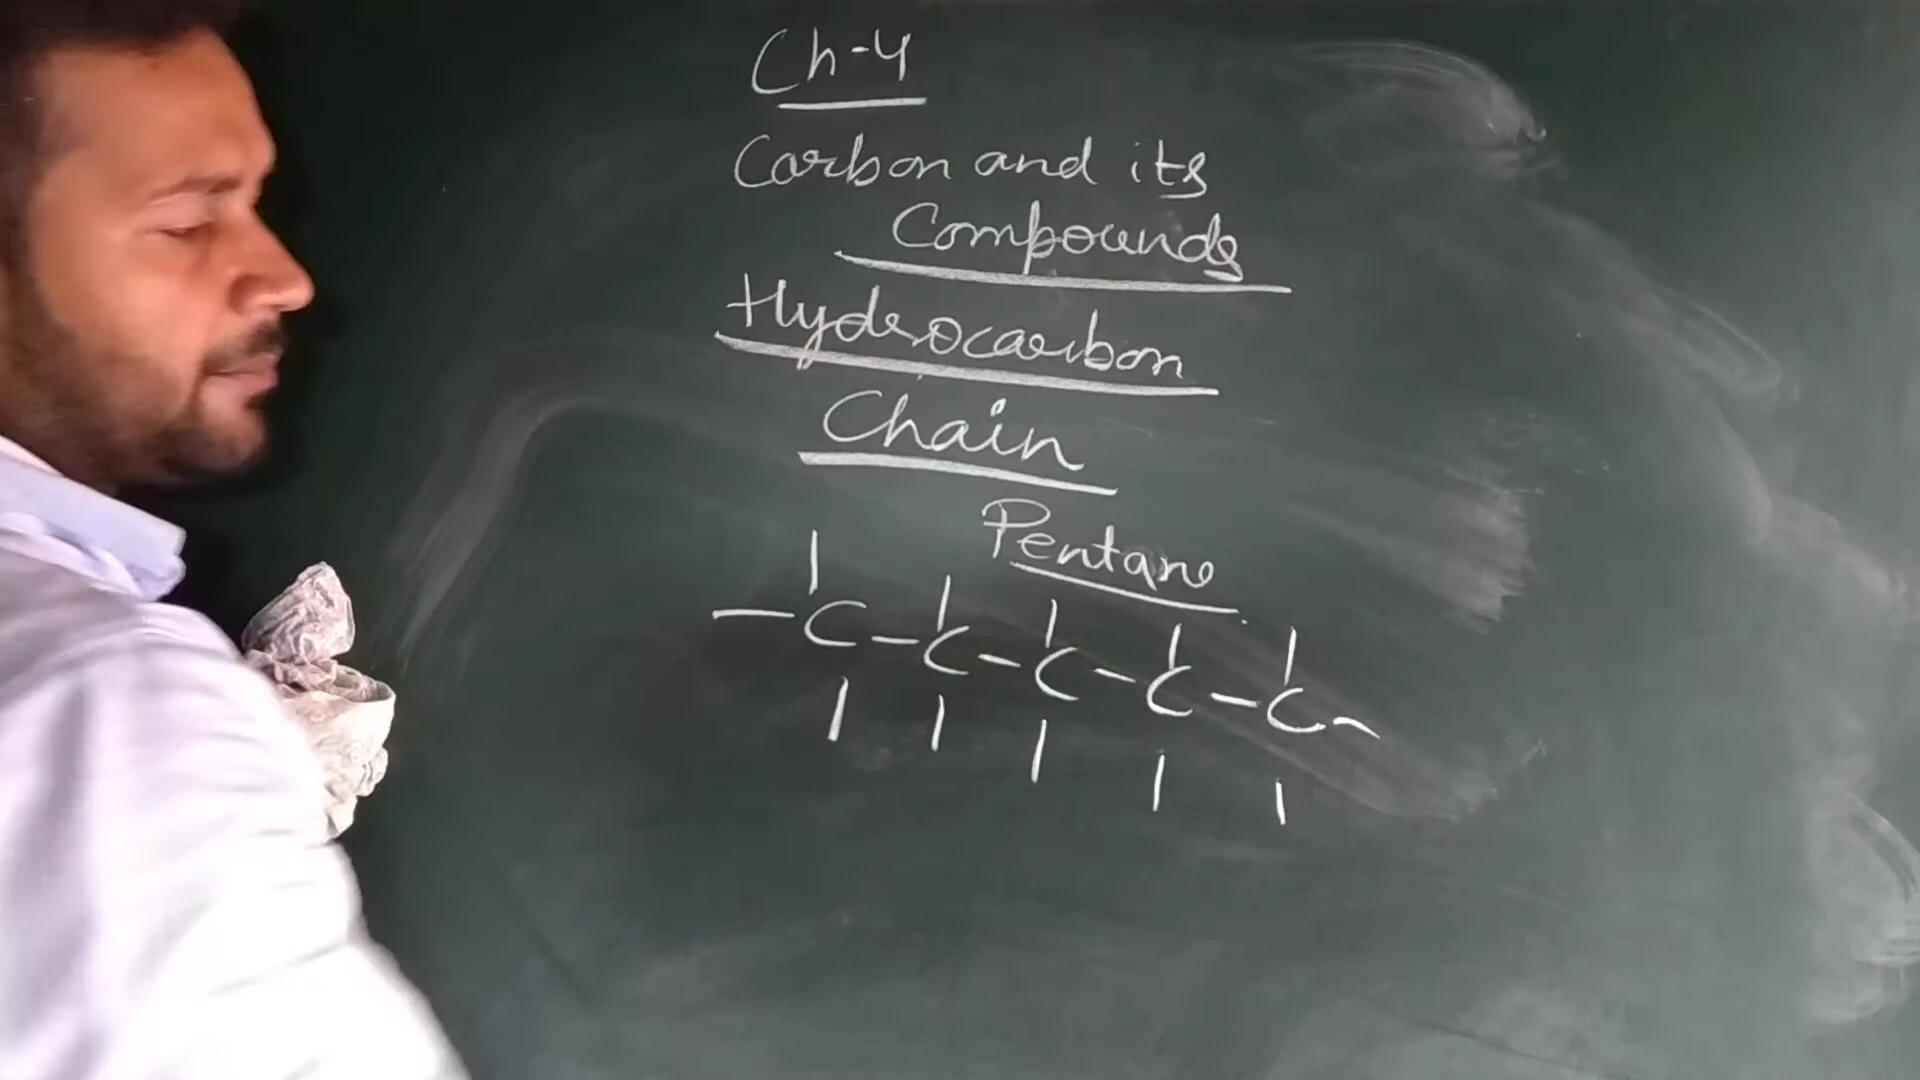 Ch-4
Carbon and its
Compounds
Hydrocarbon
Chain
Pentane
-C-C-C-C-C-